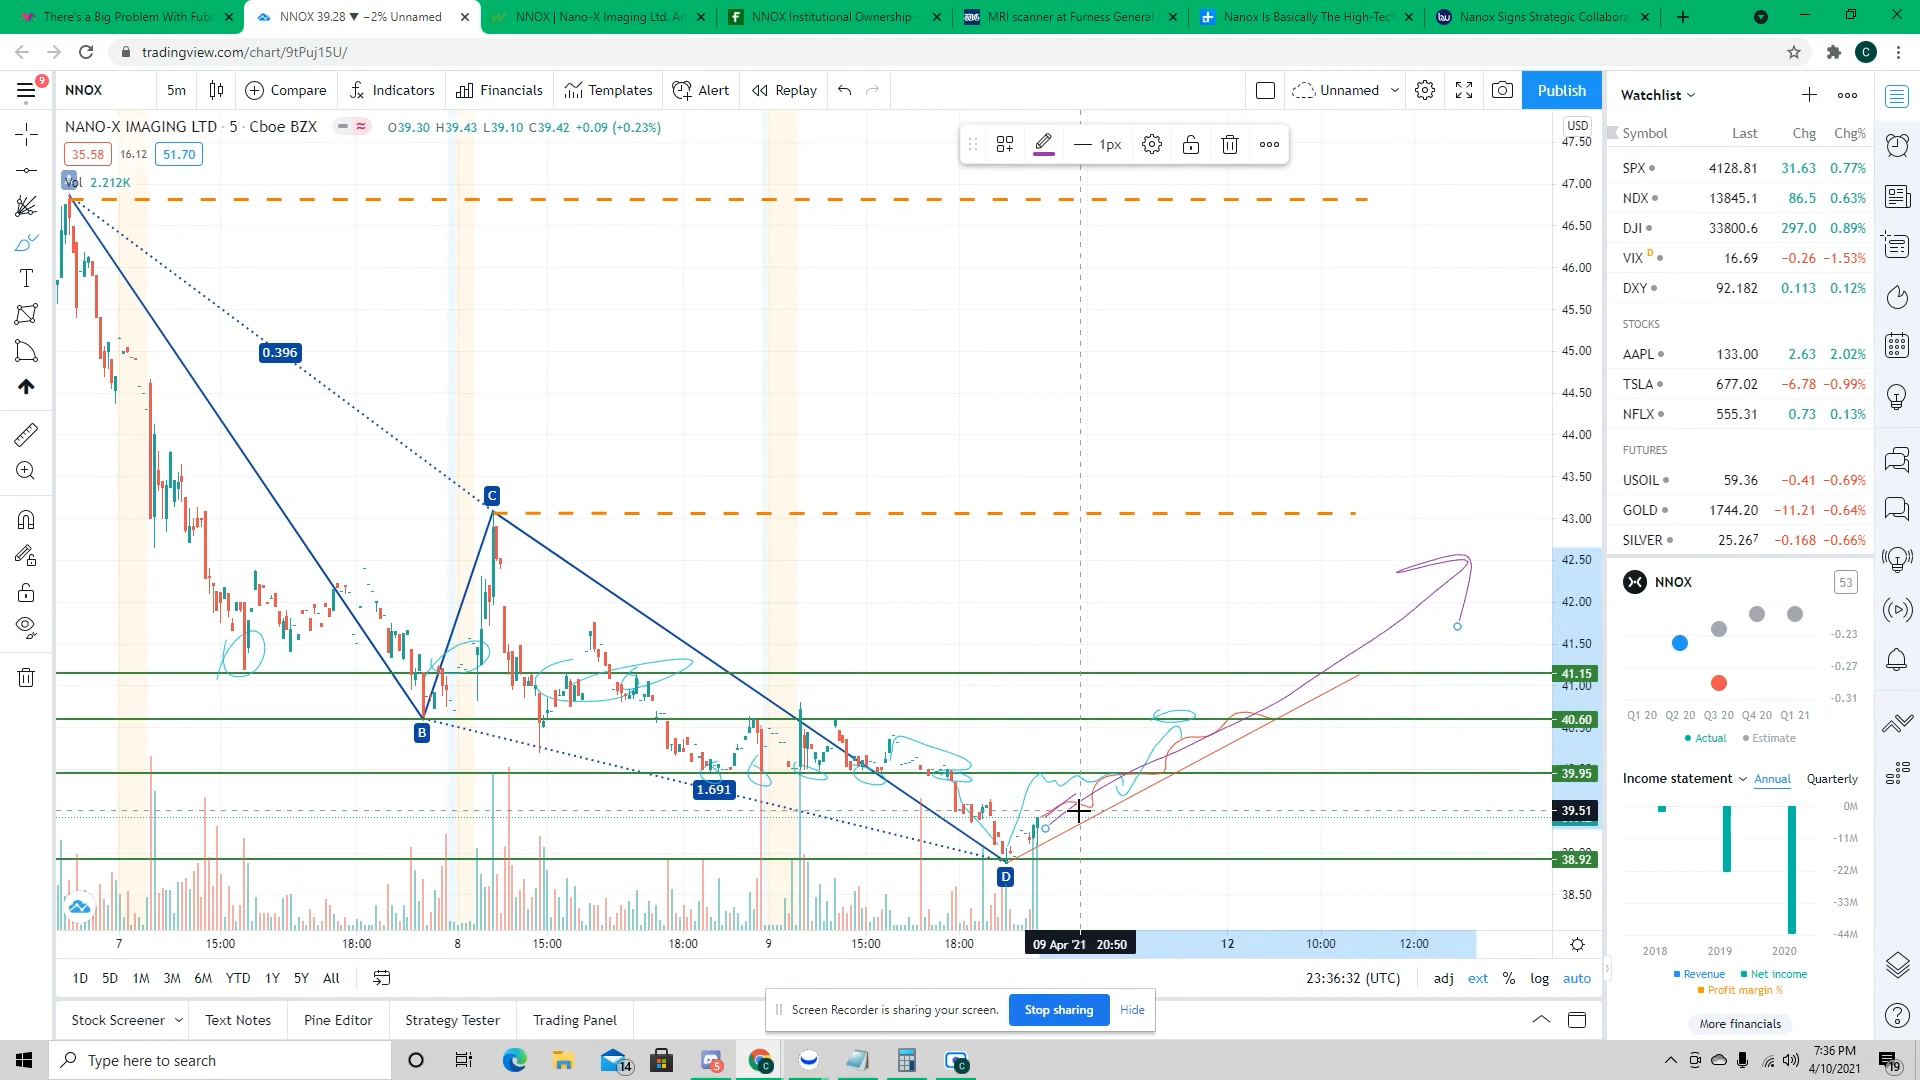 There's a Big Problem With Fub
NNOX 39.28 ▼ −2% Unnamed
NNOX | Nano-X Imaging Ltd. A
NNOX Institutional Ownership -
MRI scanner at Furness General
Nanox Is Basically The High-Tec
Nanox Signs Strategic Collabora
tradingview.com/chart/9tPuj15U/
C
9
NNOX
5m
Compare
Indicators
Financials
Templates
Alert
Replay
Unnamed
Publish
NANO-X IMAGING LTD · 5 · Cboe BZX
O39.30 H39.43 L39.10 C39.42 +0.09 (+0.23%)
35.58 16.12 51.70
Vol 2.212K
1px
0.396
C
B
1.691
D
USD
47.50
47.00
46.50
46.00
45.50
45.00
44.50
44.00
43.50
43.00
42.50
42.00
41.50
41.15
41.00
40.60
39.95
39.51
38.92
38.50
7 15:00 18:00 8 15:00 18:00 9 15:00 18:00 09 Apr '21 20:50 12 10:00 12:00
1D 5D 1M 3M 6M YTD 1Y 5Y All
23:36:32 (UTC) adj ext % log auto
Stock Screener Text Notes Pine Editor Strategy Tester Trading Panel
Screen Recorder is sharing your screen. Stop sharing Hide
Watchlist
Symbol Last Chg Chg%
SPX 4128.81 31.63 0.77%
NDX 13845.1 86.5 0.63%
DJI 33800.6 297.0 0.89%
VIX D 16.69 −0.26 −1.53%
DXY 92.182 0.113 0.12%
STOCKS
AAPL 133.00 2.63 2.02%
TSLA 677.02 −6.78 −0.99%
NFLX 555.31 0.73 0.13%
FUTURES
USOIL 59.36 −0.41 −0.69%
GOLD 1744.20 −11.21 −0.64%
SILVER 25.267 −0.168 −0.66%
NNOX 53
-0.23
-0.27
-0.31
Q1 20 Q2 20 Q3 20 Q4 20 Q1 21
Actual Estimate
Income statement Annual Quarterly
0M
-11M
-22M
-33M
-44M
2018 2019 2020
Revenue Net income
Profit margin %
More financials
Type here to search
14
5
C
C
7:36 PM
4/10/2021
19